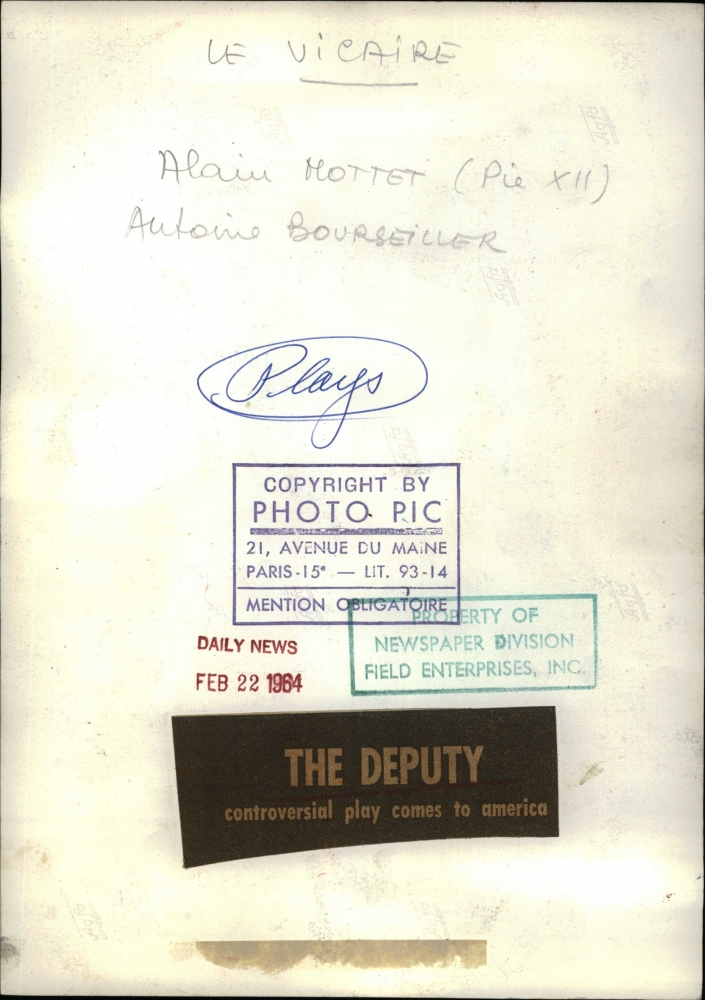 LE ViCAiRE
Alain MOTTET (Pie XII)
Antoine BOURSEiLLER
Plays
COPYRIGHT BY
PHOTO PIC
21, AVENUE DU MAINE
PARIS-15e — LIT. 93-14
MENTION OBLIGATOIRE
PROPERTY OF
NEWSPAPER DIVISION
FIELD ENTERPRISES, INC.
DAILY NEWS
FEB 22 1964
THE DEPUTY
controversial play comes to america